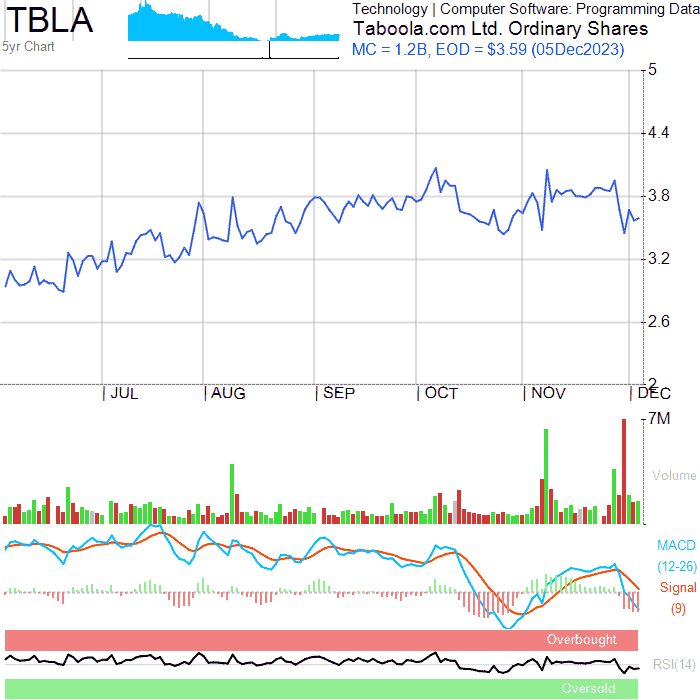 TBLA
5yr Chart
Technology | Computer Software: Programming Data
Taboola.com Ltd. Ordinary Shares
MC = 1.2B, EOD = $3.59 (05Dec2023)
5
4.4
3.8
3.2
2.6
2
JUL
AUG
SEP
OCT
NOV
DEC
7M
Volume
MACD
(12-26)
Signal
(9)
Overbought
RSI(14)
Oversold